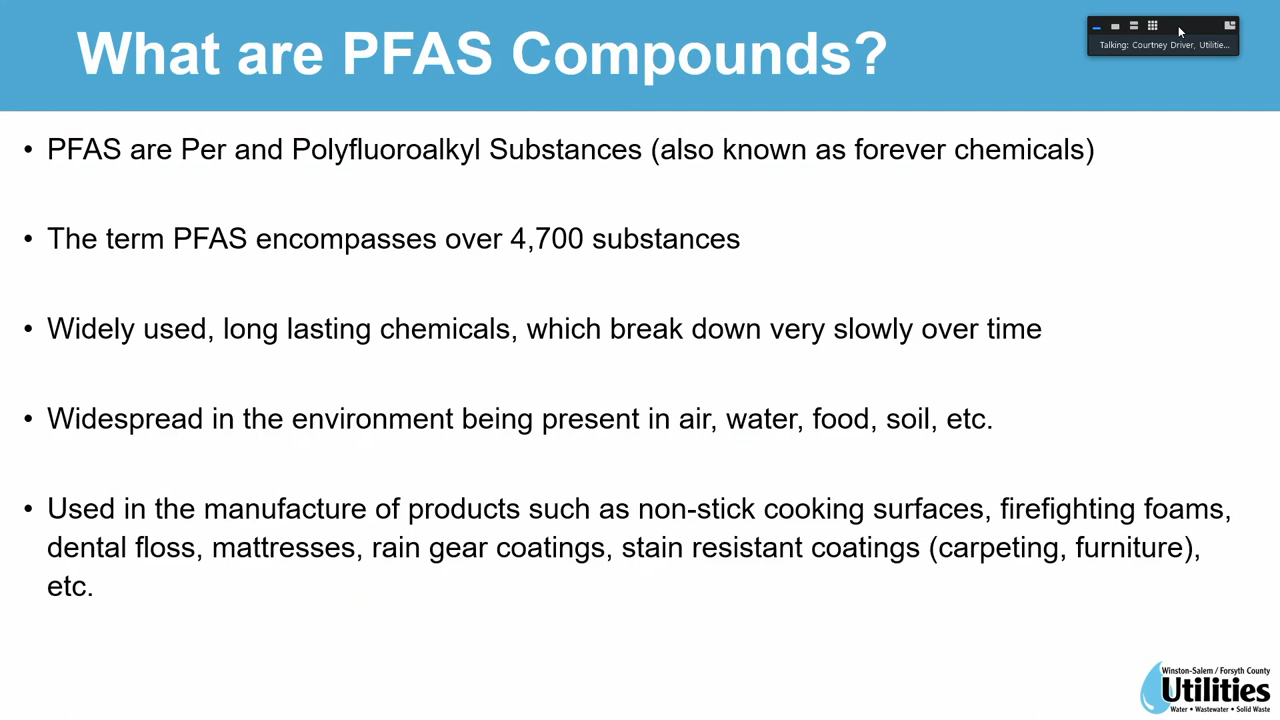 What are PFAS Compounds?
Talking: Courtney Driver, Utilitie...
• PFAS are Per and Polyfluoroalkyl Substances (also known as forever chemicals)
• The term PFAS encompasses over 4,700 substances
• Widely used, long lasting chemicals, which break down very slowly over time
• Widespread in the environment being present in air, water, food, soil, etc.
• Used in the manufacture of products such as non-stick cooking surfaces, firefighting foams,
dental floss, mattresses, rain gear coatings, stain resistant coatings (carpeting, furniture),
etc.
Winston-Salem / Forsyth County
Utilities
Water • Wastewater • Solid Waste